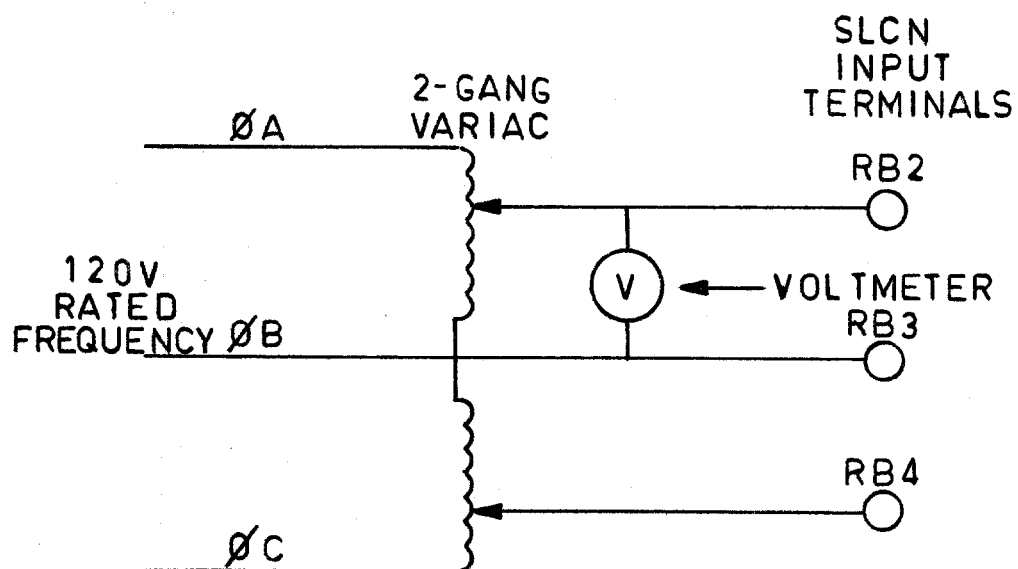 SLCN
INPUT
TERMINALS
2-GANG
VARIAC
ØA
RB2
120V
RATED
FREQUENCY
ØB
V
VOLTMETER
RB3
RB4
ØC